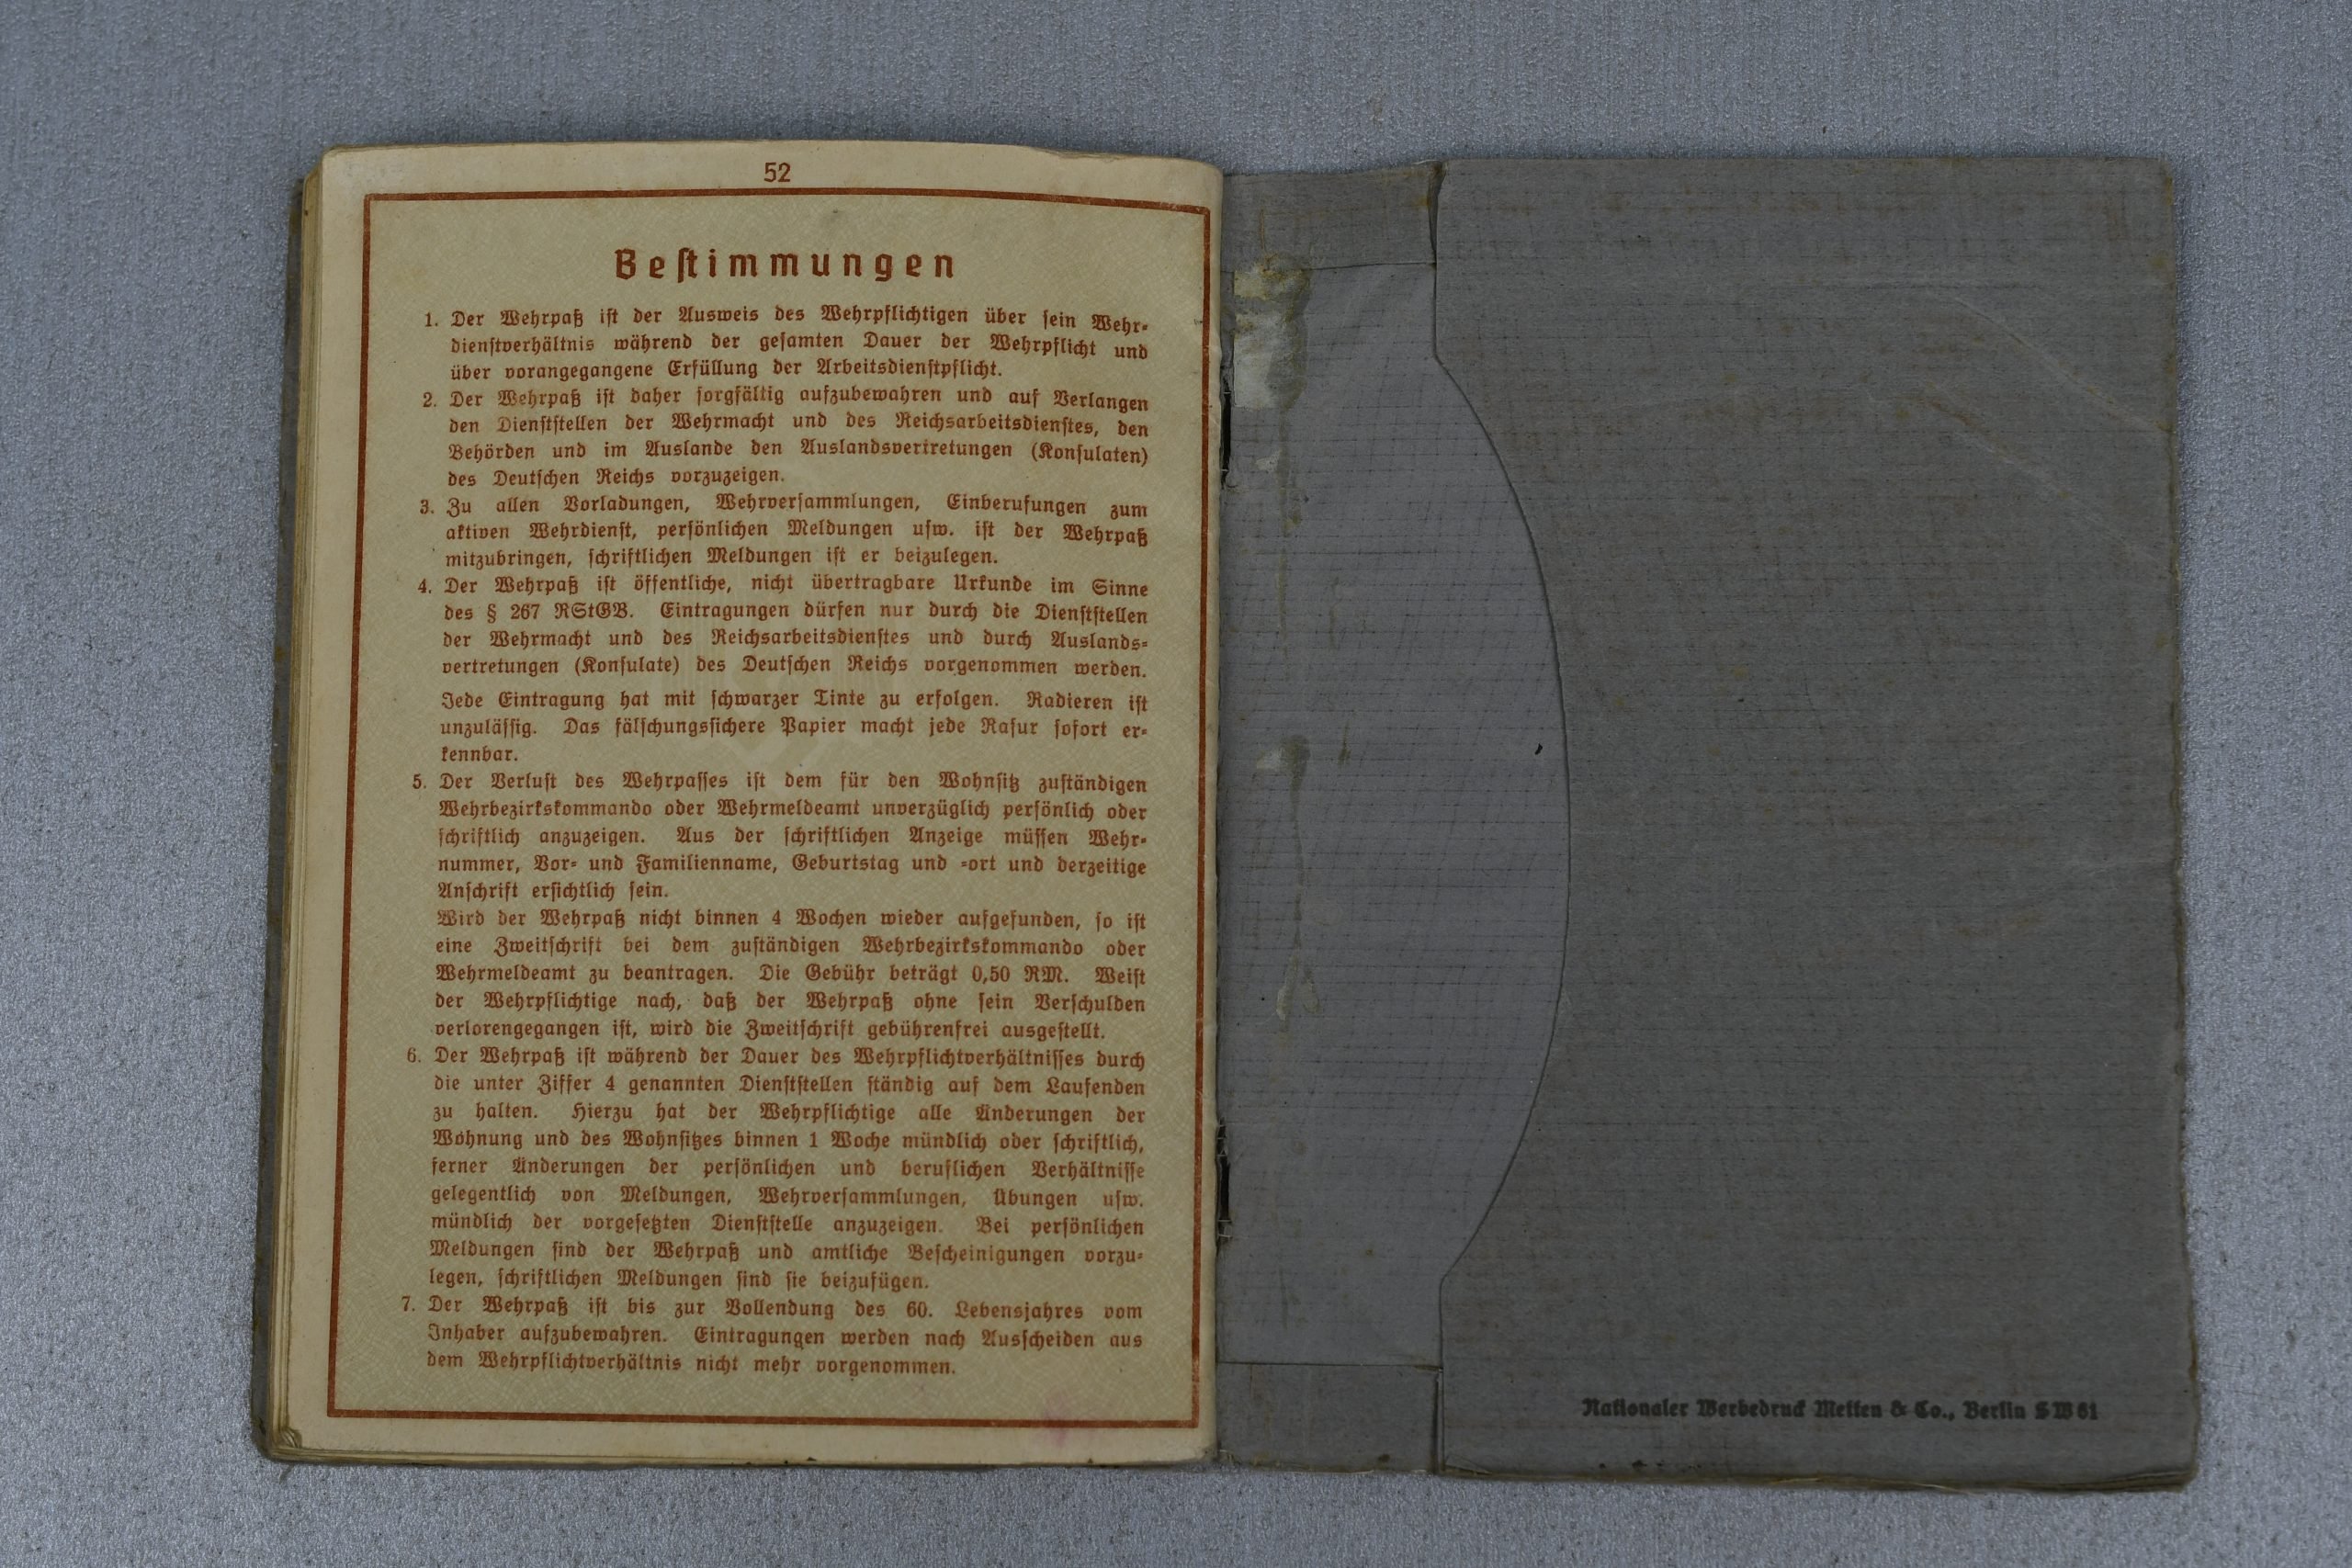 52
Bestimmungen
1. Der Wehrpaß ist der Ausweis des Wehrpflichtigen über sein Wehr-
dienstverhältnis während der gesamten Dauer der Wehrpflicht und
über vorangegangene Erfüllung der Arbeitsdienstpflicht.
2. Der Wehrpaß ist daher sorgfältig aufzubewahren und auf Verlangen
den Dienststellen der Wehrmacht und des Reichsarbeitsdienstes, den
Behörden und im Auslande den Auslandsvertretungen (Konsulaten)
des Deutschen Reichs vorzuzeigen.
3. Zu allen Vorladungen, Wehrversammlungen, Einberufungen zum
aktiven Wehrdienst, persönlichen Meldungen usw. ist der Wehrpaß
mitzubringen, schriftlichen Meldungen ist er beizulegen.
4. Der Wehrpaß ist öffentliche, nicht übertragbare Urkunde im Sinne
des § 267 RStGB. Eintragungen dürfen nur durch die Dienststellen
der Wehrmacht und des Reichsarbeitsdienstes und durch Auslands-
vertretungen (Konsulate) des Deutschen Reichs vorgenommen werden.
Jede Eintragung hat mit schwarzer Tinte zu erfolgen. Radieren ist
unzulässig. Das fälschungssichere Papier macht jede Rasur sofort er-
kennbar.
5. Der Verlust des Wehrpasses ist dem für den Wohnsitz zuständigen
Wehrbezirkskommando oder Wehrmeldeamt unverzüglich persönlich oder
schriftlich anzuzeigen. Aus der schriftlichen Anzeige müssen Wehr-
nummer, Vor- und Familienname, Geburtstag und -ort und derzeitige
Anschrift ersichtlich sein.
Wird der Wehrpaß nicht binnen 4 Wochen wieder aufgefunden, so ist
eine Zweitschrift bei dem zuständigen Wehrbezirkskommando oder
Wehrmeldeamt zu beantragen. Die Gebühr beträgt 0,50 RM. Weist
der Wehrpflichtige nach, daß der Wehrpaß ohne sein Verschulden
verlorengegangen ist, wird die Zweitschrift gebührenfrei ausgestellt.
6. Der Wehrpaß ist während der Dauer des Wehrpflichtverhältnisses durch
die unter Ziffer 4 genannten Dienststellen ständig auf dem Laufenden
zu halten. Hierzu hat der Wehrpflichtige alle Änderungen der
Wohnung und des Wohnsitzes binnen 1 Woche mündlich oder schriftlich,
ferner Änderungen der persönlichen und beruflichen Verhältnisse
gelegentlich von Meldungen, Wehrversammlungen, Übungen usw.
mündlich der vorgesetzten Dienststelle anzuzeigen. Bei persönlichen
Meldungen sind der Wehrpaß und amtliche Bescheinigungen vorzu-
legen, schriftlichen Meldungen sind sie beizufügen.
7. Der Wehrpaß ist bis zur Vollendung des 60. Lebensjahres vom
Inhaber aufzubewahren. Eintragungen werden nach Ausscheiden aus
dem Wehrpflichtverhältnis nicht mehr vorgenommen.
Nationaler Werbedruck Metten & Co., Berlin SW 61